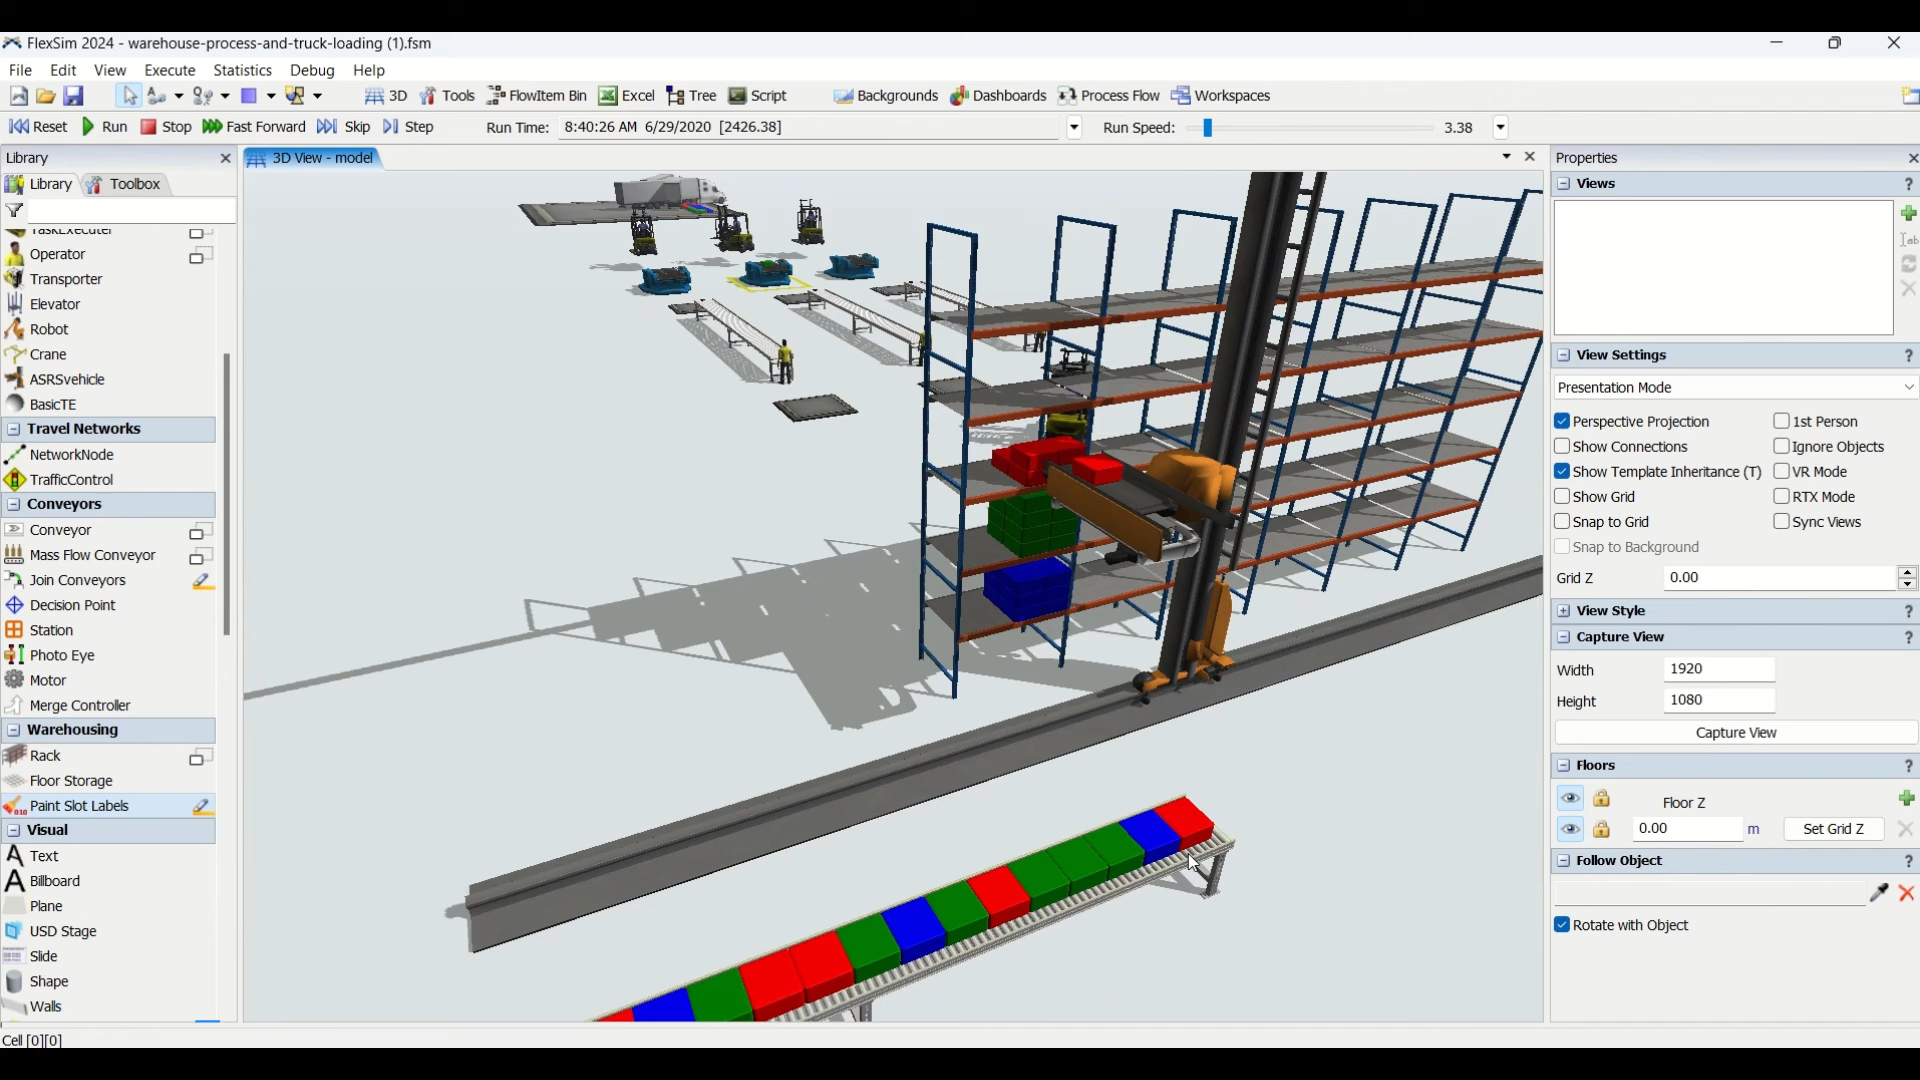 FlexSim 2024 - warehouse-process-and-truck-loading (1).fsm
File Edit View Execute Statistics Debug Help
3D Tools FlowItem Bin Excel Tree Script Backgrounds Dashboards Process Flow Workspaces
Reset Run Stop Fast Forward Skip Step Run Time: 8:40:26 AM 6/29/2020 [2426.38] Run Speed: 3.38
Library
Library Toolbox
TaskExecuter
Operator
Transporter
Elevator
Robot
Crane
ASRSvehicle
BasicTE
Travel Networks
NetworkNode
TrafficControl
Conveyors
Conveyor
Mass Flow Conveyor
Join Conveyors
Decision Point
Station
Photo Eye
Motor
Merge Controller
Warehousing
Rack
Floor Storage
Paint Slot Labels
Visual
Text
Billboard
Plane
USD Stage
Slide
Shape
Walls
Cell [0][0]
3D View - model
Properties
Views
View Settings
Presentation Mode
Perspective Projection 1st Person
Show Connections Ignore Objects
Show Template Inheritance (T) VR Mode
Show Grid RTX Mode
Snap to Grid Sync Views
Snap to Background
Grid Z 0.00
View Style
Capture View
Width 1920
Height 1080
Capture View
Floors
Floor Z
0.00 m Set Grid Z
Follow Object
Rotate with Object